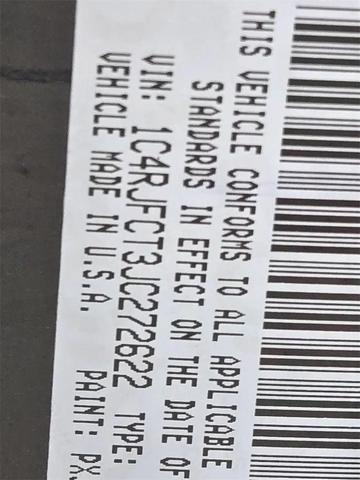 THIS VEHICLE CONFORMS TO ALL APPLICABLE
STANDARDS IN EFFECT ON THE DATE OF
VIN: 1C4RJFCT3JC272622 TYPE:
VEHICLE MADE IN U.S.A. PAINT: PX